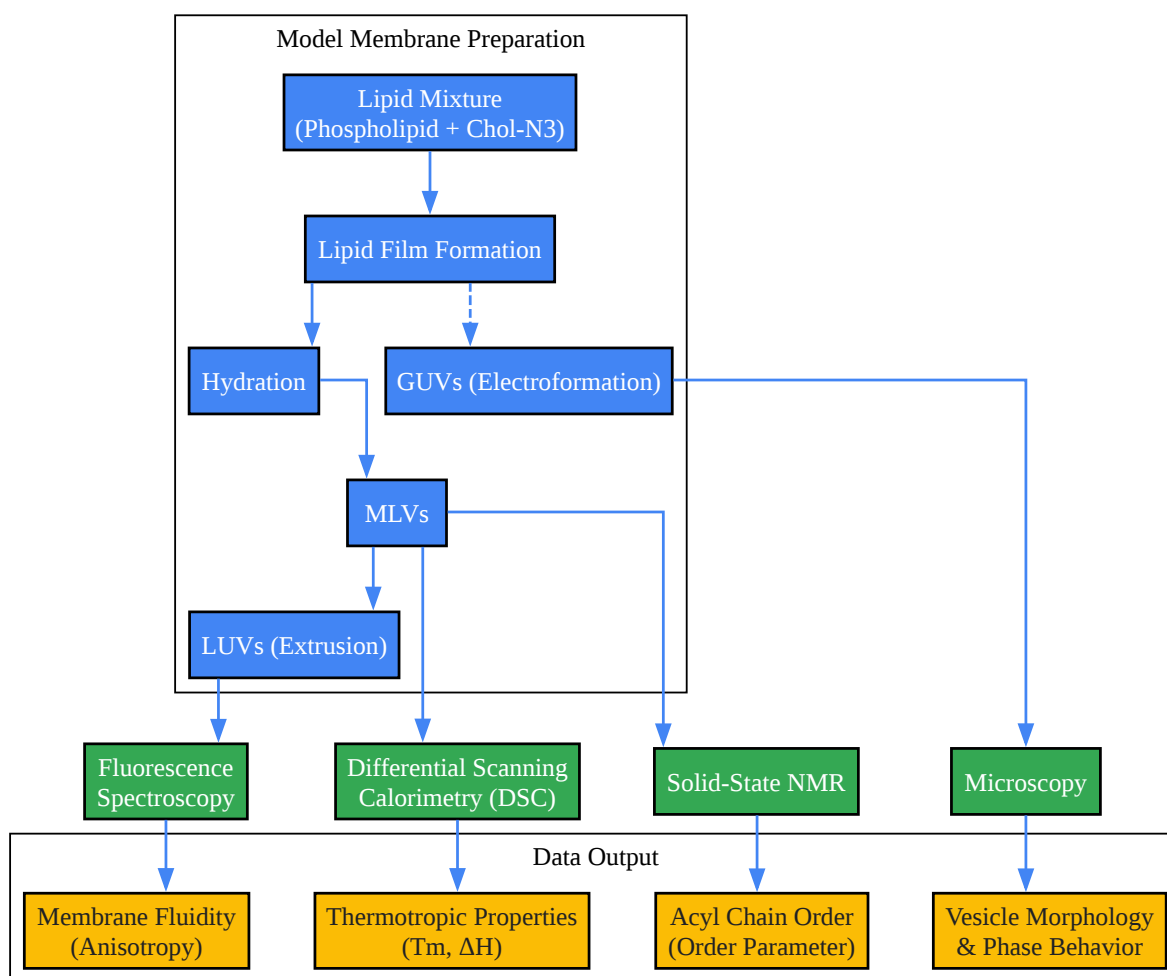 Model Membrane Preparation
Lipid Mixture
(Phospholipid + Chol-N3)
Lipid Film Formation
Hydration
GUVs (Electroformation)
MLVs
LUVs (Extrusion)
Fluorescence
Spectroscopy
Differential Scanning
Calorimetry (DSC)
Solid-State NMR
Microscopy
Data Output
Membrane Fluidity
(Anisotropy)
Thermotropic Properties
(Tm, ΔH)
Acyl Chain Order
(Order Parameter)
Vesicle Morphology
& Phase Behavior